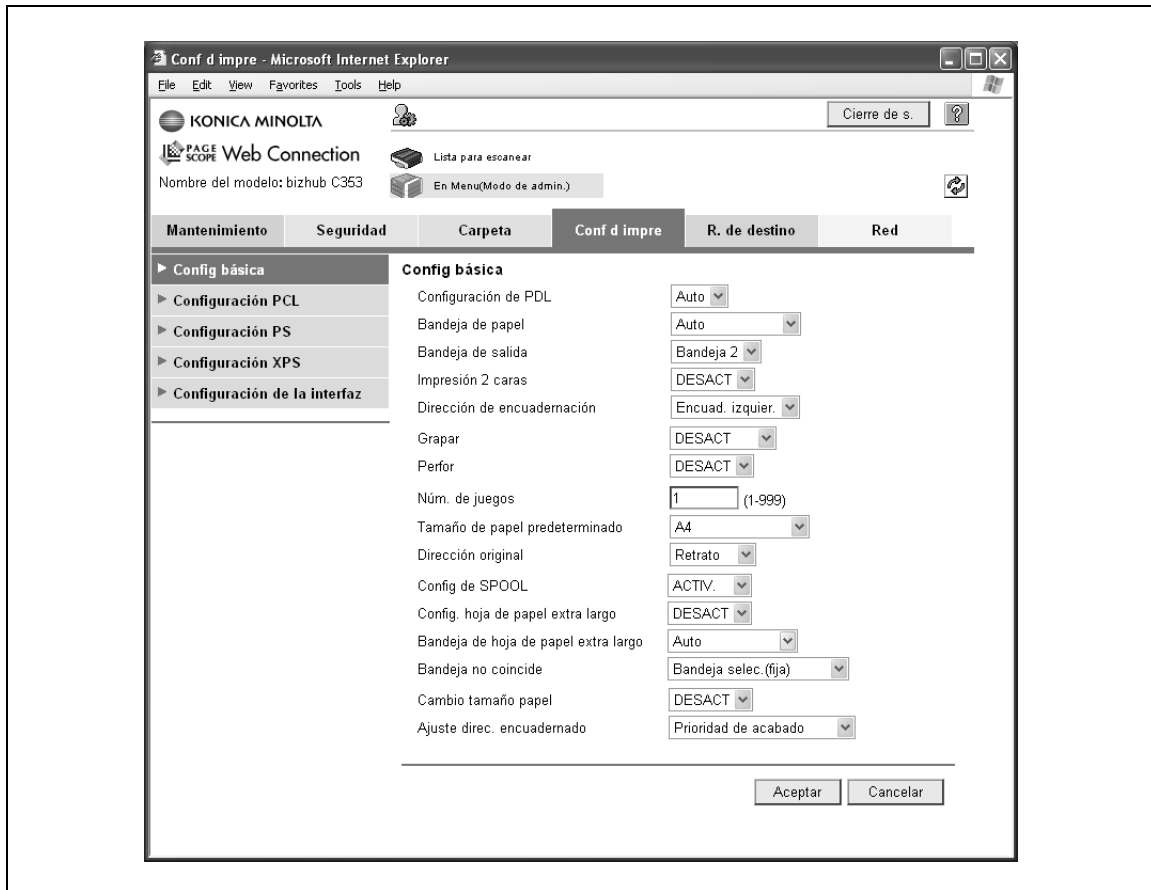 Conf d impre - Microsoft Internet Explorer
File Edit View Favorites Tools Help
KONICA MINOLTA
Cierre de s.
?
PAGE SCOPE Web Connection
Lista para escanear
Nombre del modelo: bizhub C353
En Menu(Modo de admin.)
Mantenimiento Seguridad Carpeta Conf d impre R. de destino Red
Config básica
Configuración PCL
Configuración PS
Configuración XPS
Configuración de la interfaz
Config básica
Configuración de PDL Auto
Bandeja de papel Auto
Bandeja de salida Bandeja 2
Impresión 2 caras DESACT
Dirección de encuadernación Encuad. izquier.
Grapar DESACT
Perfor DESACT
Núm. de juegos 1 (1-999)
Tamaño de papel predeterminado A4
Dirección original Retrato
Config de SPOOL ACTIV.
Config. hoja de papel extra largo DESACT
Bandeja de hoja de papel extra largo Auto
Bandeja no coincide Bandeja selec.(fija)
Cambio tamaño papel DESACT
Ajuste direc. encuadernado Prioridad de acabado
Aceptar Cancelar